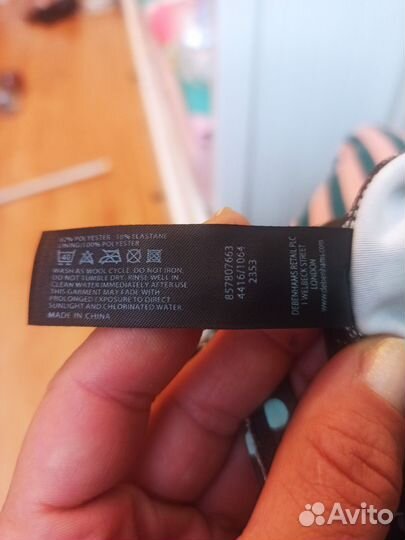 82% POLYESTER 18% ELASTANE
LINING/100% POLYESTER
40
WASH AS WOOL CYCLE. DO NOT IRON.
DO NOT TUMBLE DRY. RINSE WELL IN
CLEAN WATER IMMEDIATELY AFTER USE
THIS GARMENT MAY FADE WITH
PROLONGED EXPOSURE TO DIRECT
SUNLIGHT AND CHLORINATED WATER.
MADE IN CHINA
857807663
4416/1064
2353
DEBENHAMS RETAIL PLC
1 WELBECK STREET
LONDON
www.debenhams.com
Avito